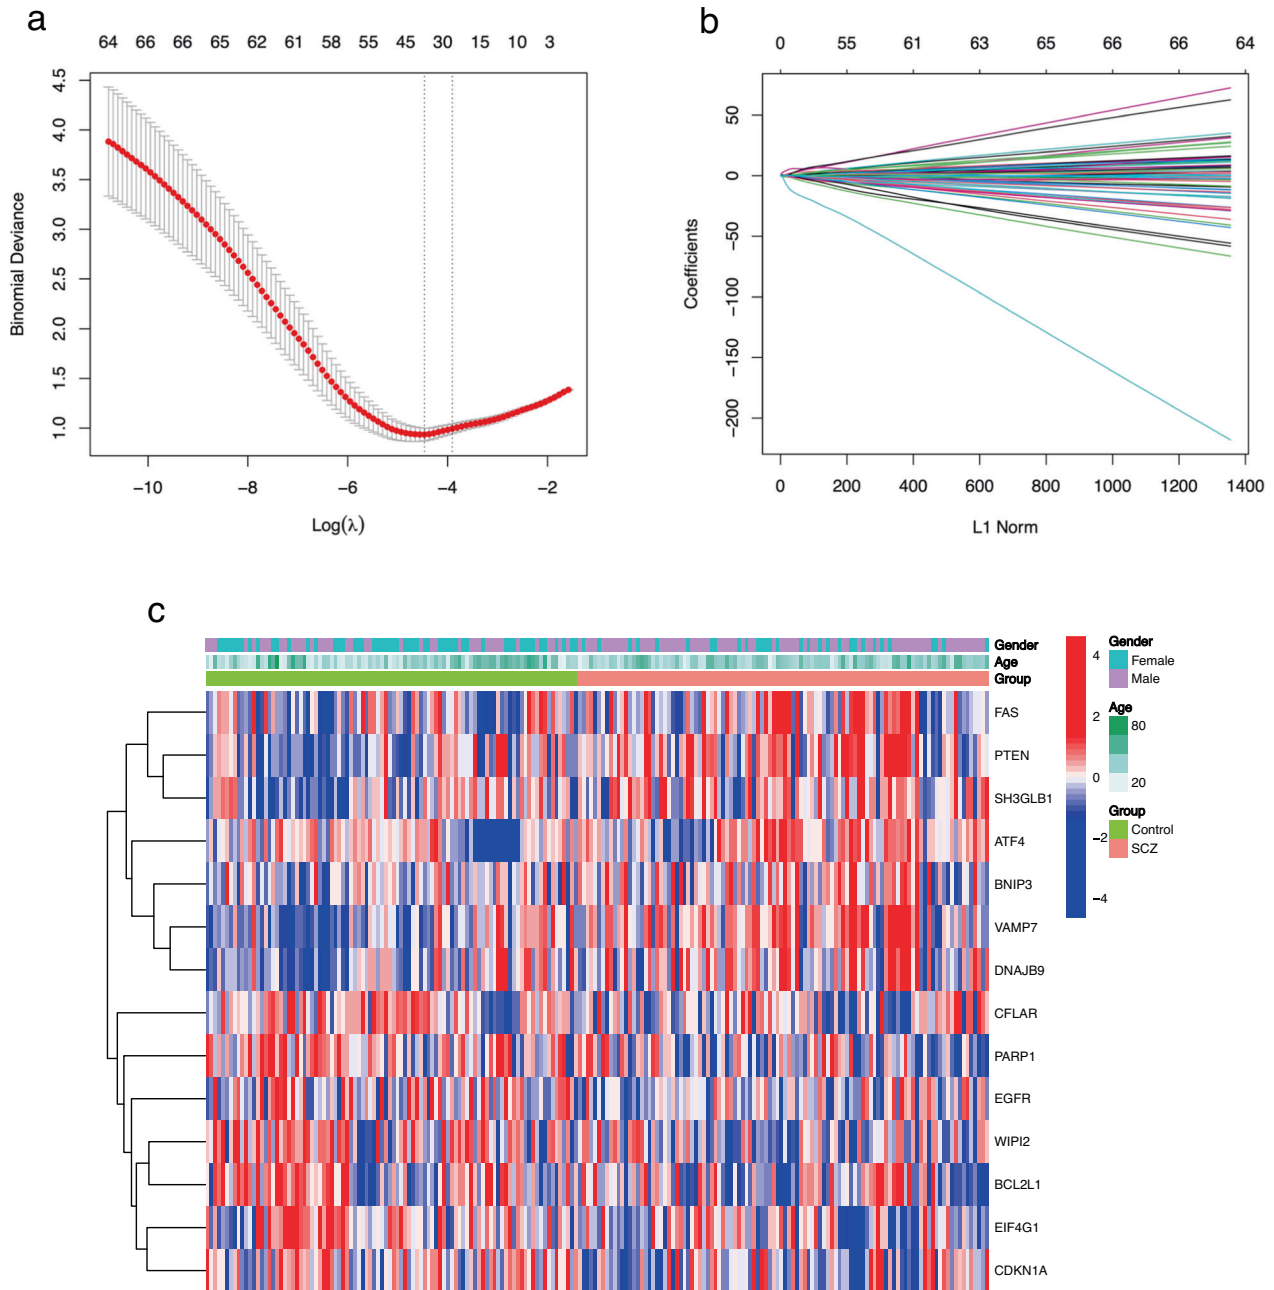 a
64 66 66 65 62 61 58 55 45 30 15 10 3
4.5
4.0
3.5
3.0
2.5
2.0
1.5
1.0
Binomial Deviance
−10 −8 −6 −4 −2
Log(λ)
b
0 55 61 63 65 66 66 64
50
0
−50
−100
−150
−200
Coefficients
0 200 400 600 800 1000 1200 1400
L1 Norm
c
Gender
Age
Group
FAS
PTEN
SH3GLB1
ATF4
BNIP3
VAMP7
DNAJB9
CFLAR
PARP1
EGFR
WIPI2
BCL2L1
EIF4G1
CDKN1A
4
2
0
−2
−4
Gender
Female
Male
Age
80
20
Group
Control
SCZ